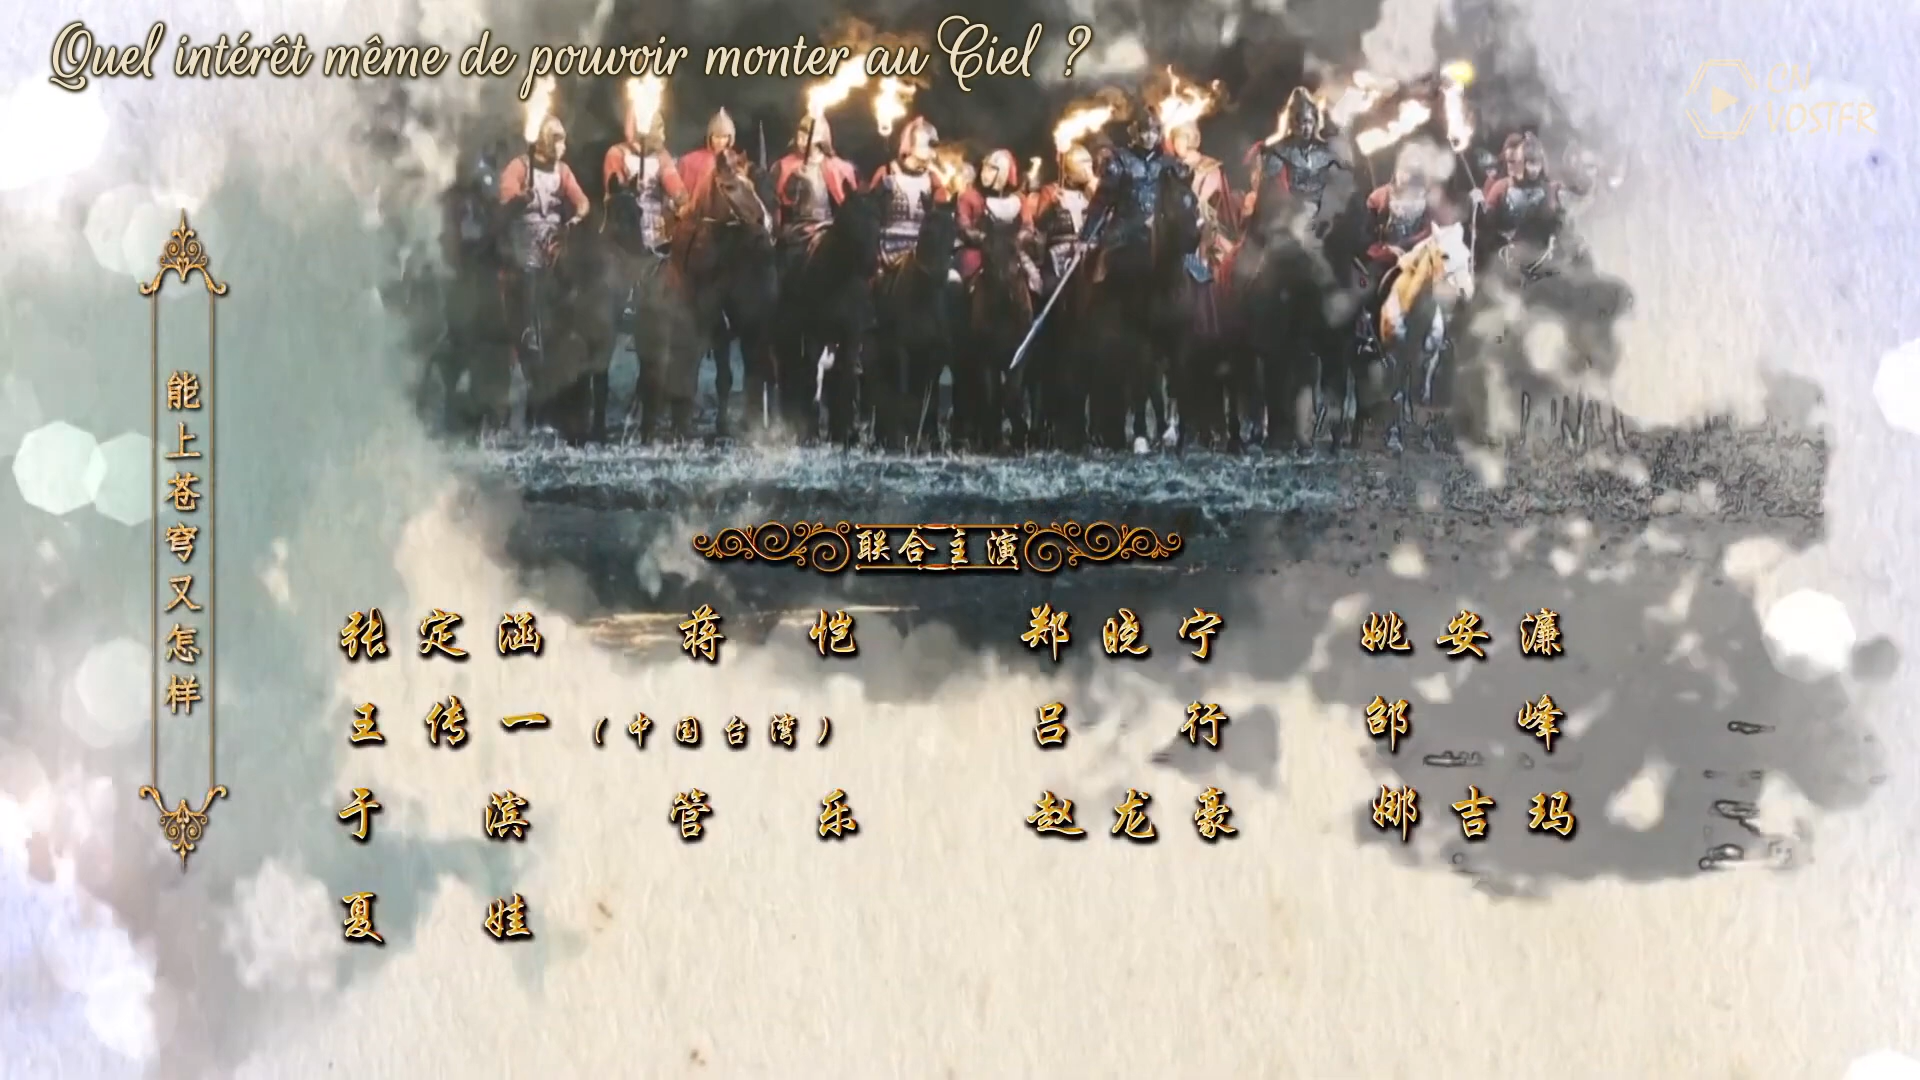 Quel intérêt même de pouvoir monter au Ciel ?
CN
VOSTFR
能上苍穹又怎样
联合主演
张定涵 蒋恺 郑晓宁 姚安濂
王传一（中国台湾） 吕行 邰峰
于滨 管乐 赵龙豪 娜吉玛
夏娃